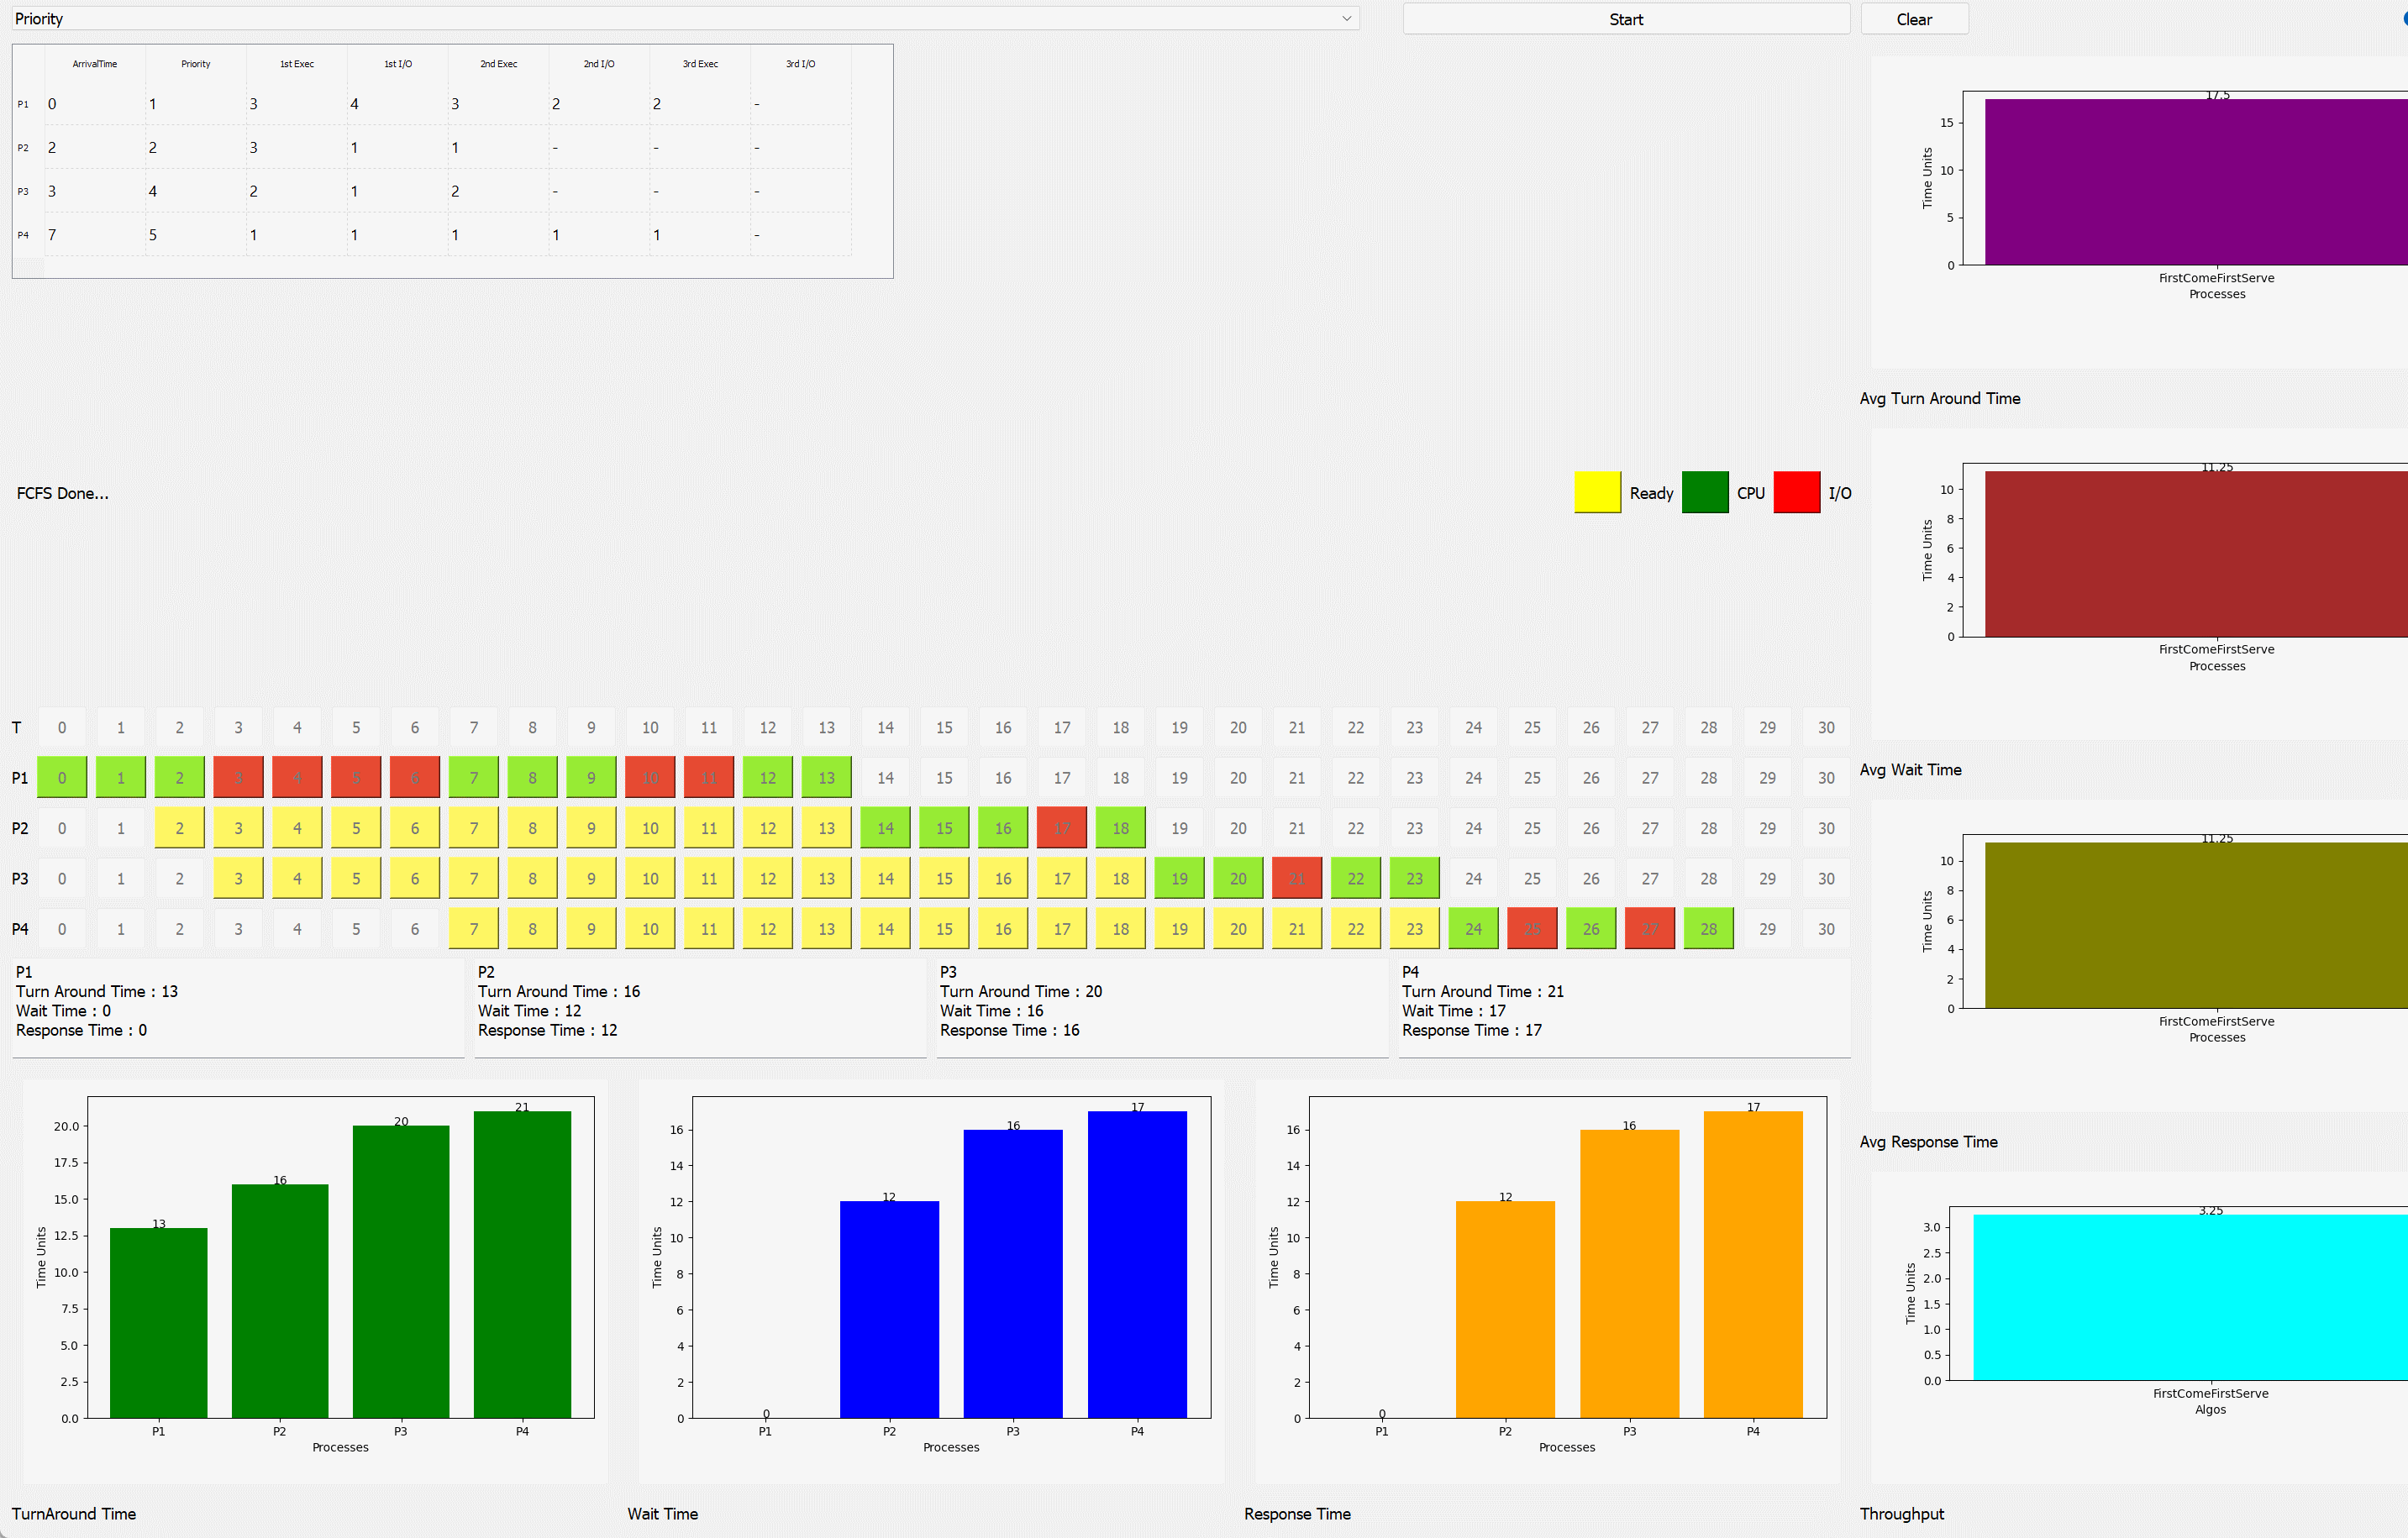 Priority
Start
Clear
ArrivalTime Priority 1st Exec 1st I/O 2nd Exec 2nd I/O 3rd Exec 3rd I/O
P1 0 1 3 4 3 2 2 -
P2 2 2 3 1 1 - - -
P3 3 4 2 1 2 - - -
P4 7 5 1 1 1 1 1 -
17.5
15
10
5
0
Time Units
FirstComeFirstServe
Processes
Avg Turn Around Time
FCFS Done...
Ready CPU I/O
11.25
10
8
6
4
2
0
Time Units
FirstComeFirstServe
Processes
Avg Wait Time
T 0 1 2 3 4 5 6 7 8 9 10 11 12 13 14 15 16 17 18 19 20 21 22 23 24 25 26 27 28 29 30
P1 0 1 2 3 4 5 6 7 8 9 10 11 12 13 14 15 16 17 18 19 20 21 22 23 24 25 26 27 28 29 30
P2 0 1 2 3 4 5 6 7 8 9 10 11 12 13 14 15 16 17 18 19 20 21 22 23 24 25 26 27 28 29 30
P3 0 1 2 3 4 5 6 7 8 9 10 11 12 13 14 15 16 17 18 19 20 21 22 23 24 25 26 27 28 29 30
P4 0 1 2 3 4 5 6 7 8 9 10 11 12 13 14 15 16 17 18 19 20 21 22 23 24 25 26 27 28 29 30
P1
Turn Around Time : 13
Wait Time : 0
Response Time : 0
P2
Turn Around Time : 16
Wait Time : 12
Response Time : 12
P3
Turn Around Time : 20
Wait Time : 16
Response Time : 16
P4
Turn Around Time : 21
Wait Time : 17
Response Time : 17
11.25
10
8
6
4
2
0
Time Units
FirstComeFirstServe
Processes
Avg Response Time
20.0
17.5
15.0
12.5
10.0
7.5
5.0
2.5
0.0
Time Units
13 16 20 21
P1 P2 P3 P4
Processes
TurnAround Time
16
14
12
10
8
6
4
2
0
Time Units
0 12 16 17
P1 P2 P3 P4
Processes
Wait Time
16
14
12
10
8
6
4
2
0
Time Units
0 12 16 17
P1 P2 P3 P4
Processes
Response Time
3.25
3.0
2.5
2.0
1.5
1.0
0.5
0.0
Time Units
FirstComeFirstServe
Algos
Throughput